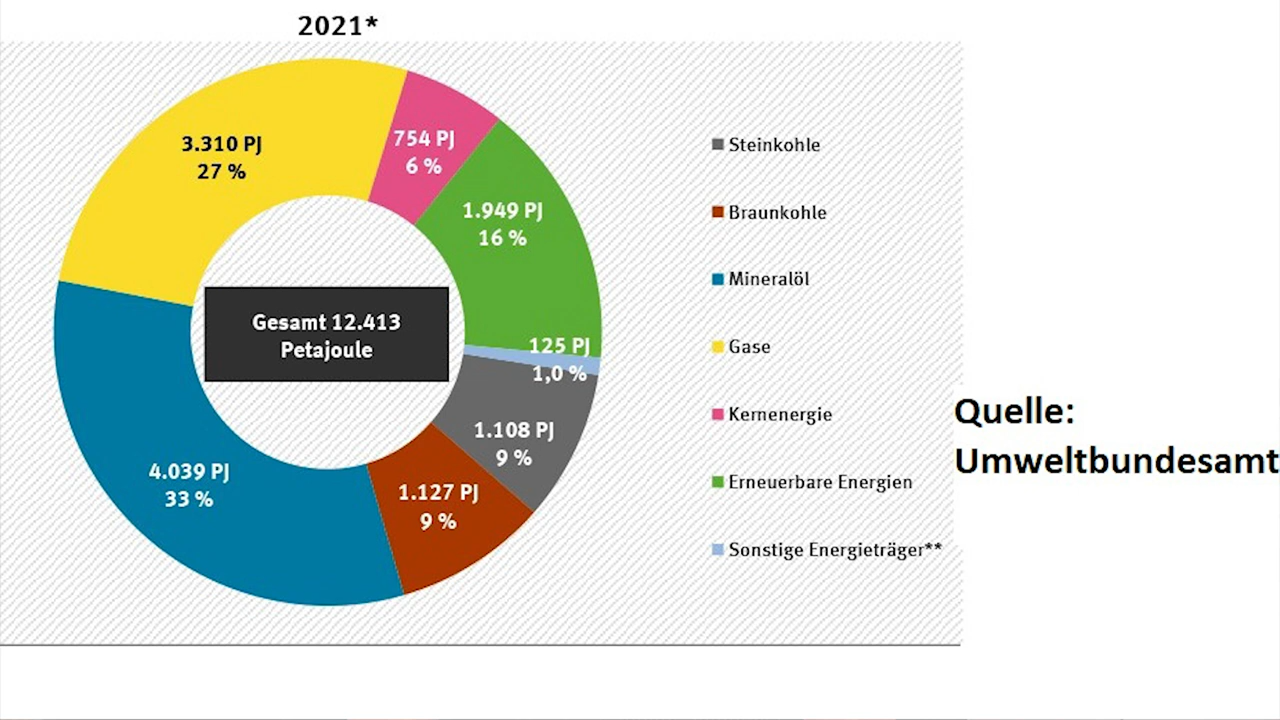 2021*
3.310 PJ
27 %
754 PJ
6 %
1.949 PJ
16 %
125 PJ
1,0 %
1.108 PJ
9 %
1.127 PJ
9 %
4.039 PJ
33 %
Gesamt 12.413
Petajoule
Steinkohle
Braunkohle
Mineralöl
Gase
Kernenergie
Erneuerbare Energien
Sonstige Energieträger**
Quelle:
Umweltbundesamt